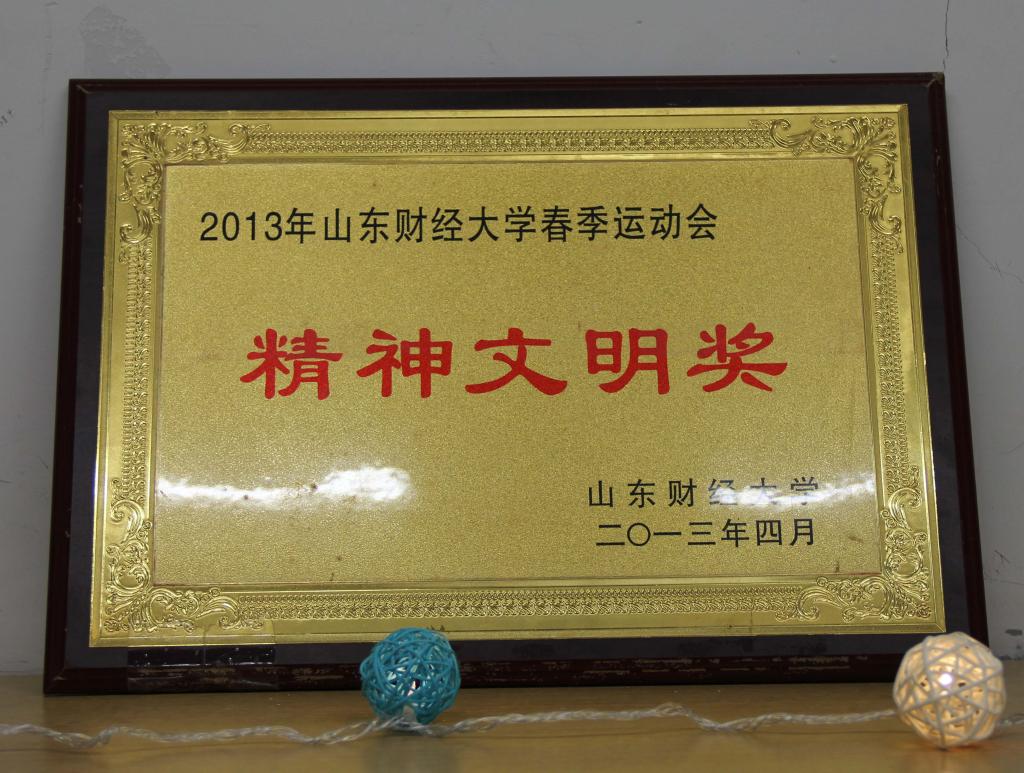 2013年山东财经大学春季运动会
精神文明奖
山东财经大学
二〇一三年四月